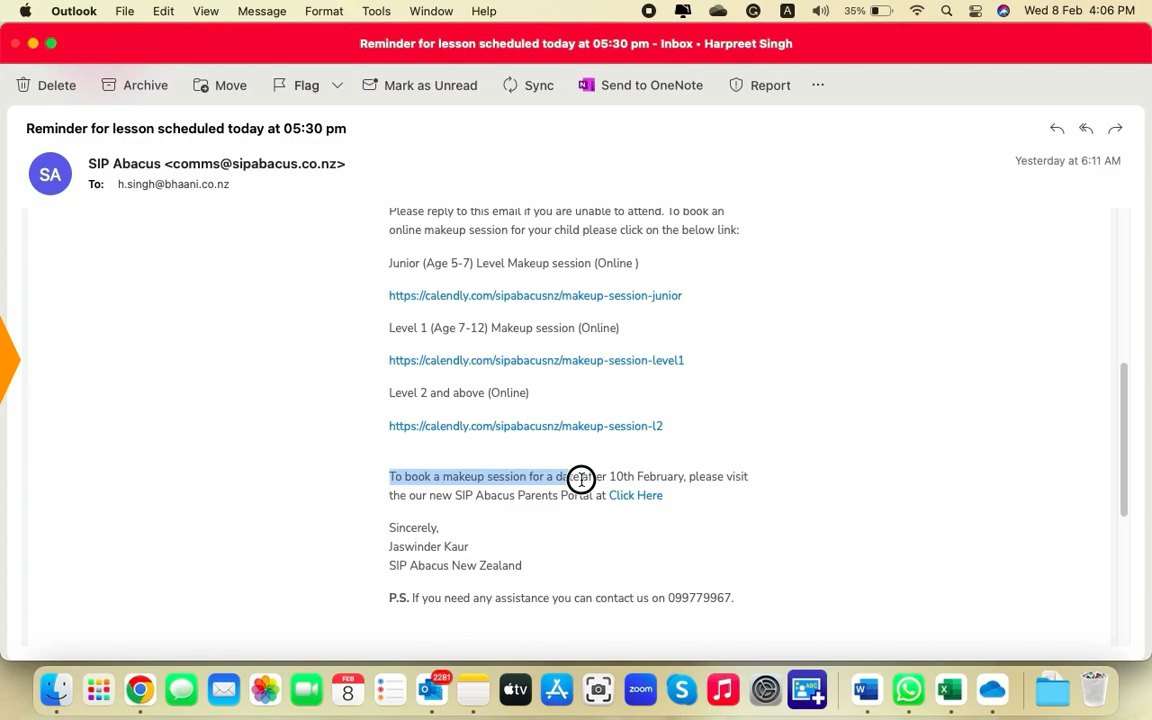 Outlook File Edit View Message Format Tools Window Help A 35% Wed 8 Feb 4:06 PM
Reminder for lesson scheduled today at 05:30 pm - Inbox • Harpreet Singh
Delete Archive Move Flag Mark as Unread Sync Send to OneNote Report ...
Reminder for lesson scheduled today at 05:30 pm
SA SIP Abacus <comms@sipabacus.co.nz> Yesterday at 6:11 AM
To: h.singh@bhaani.co.nz
Please reply to this email if you are unable to attend. To book an
online makeup session for your child please click on the below link:
Junior (Age 5-7) Level Makeup session (Online )
https://calendly.com/sipabacusnz/makeup-session-junior
Level 1 (Age 7-12) Makeup session (Online)
https://calendly.com/sipabacusnz/makeup-session-level1
Level 2 and above (Online)
https://calendly.com/sipabacusnz/makeup-session-l2
To book a makeup session for a date after 10th February, please visit
the our new SIP Abacus Parents Portal at Click Here
Sincerely,
Jaswinder Kaur
SIP Abacus New Zealand
P.S. If you need any assistance you can contact us on 099779967.
FEB 8 2281 tv zoom